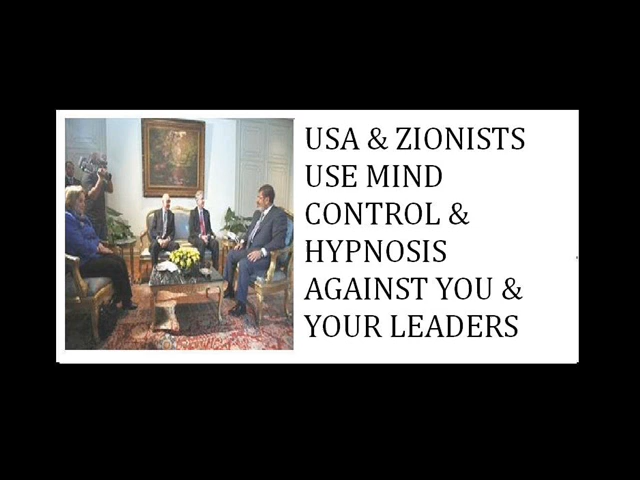 USA & ZIONISTS
USE MIND
CONTROL &
HYPNOSIS
AGAINST YOU &
YOUR LEADERS